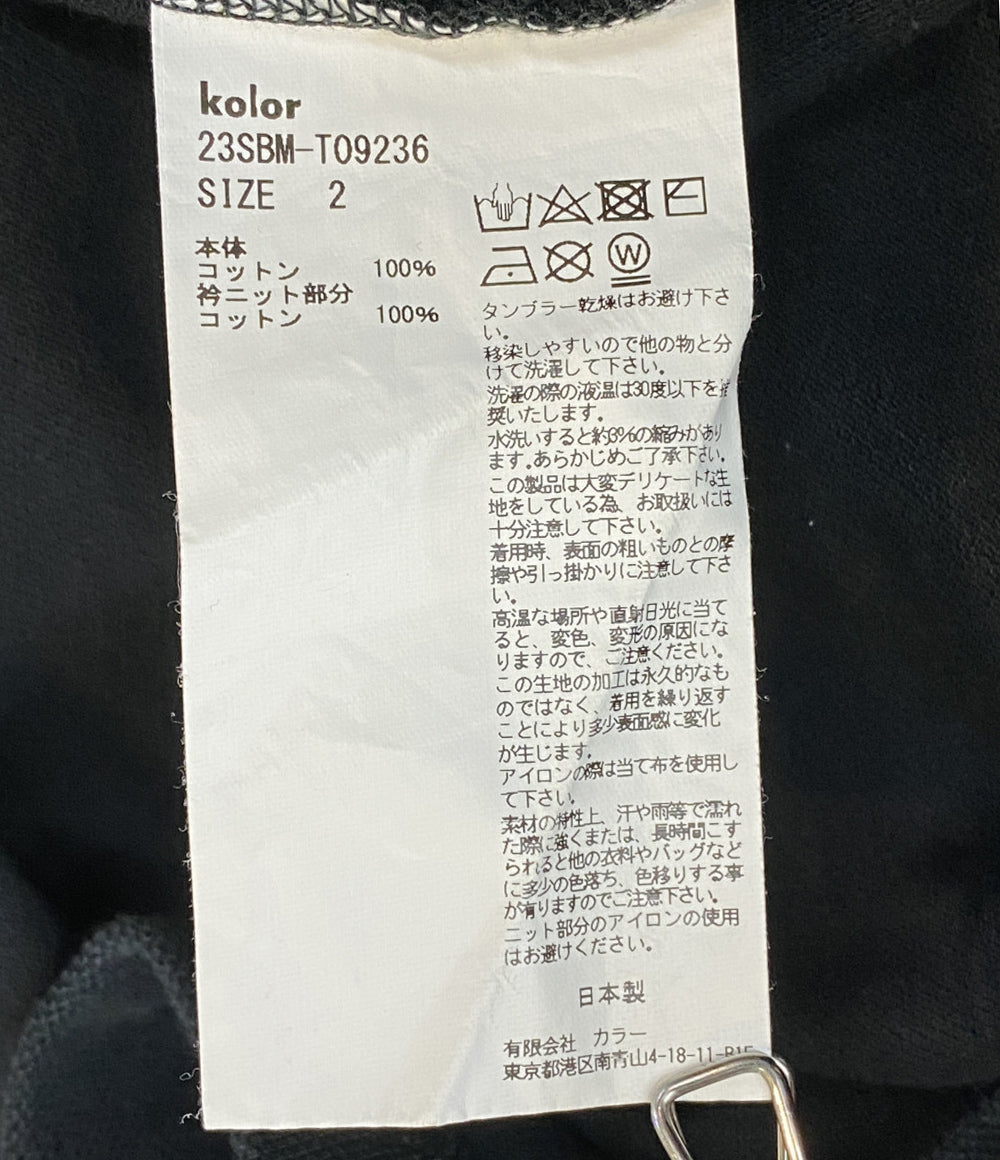 kolor
23SBM-T09236
SIZE 2
本体
コットン 100%
衿ニット部分
コットン 100%
W
タンブラー乾燥はお避け下さ
い。
移染しやすいので他の物と分
けて洗濯して下さい。
洗濯の際の液温は30度以下を推
奨いたします。
水洗いすると約3%の縮みがあり
ます。あらかじめご了承下さい。
この製品は大変デリケートな生
地をしている為、お取扱いには
十分注意して下さい。
着用時、表面の粗いものとの摩
擦や引っ掛かりに注意して下さ
い。
高温な場所や直射日光に当て
ると、変色、変形の原因にな
りますので、ご注意ください。
この生地の加工は永久的なも
のではなく、着用を繰り返す
ことにより多少表面感に変化
が生じます。
アイロンの際は当て布を使用し
て下さい。
素材の特性上、汗や雨等で濡れ
た際に強くまたは、長時間こす
られると他の衣料やバッグなど
に多少の色落ち、色移りする事
が有りますのでご注意下さい。
ニット部分のアイロンの使用
はお避けください。
日本製
有限会社 カラー
東京都港区南青山4-18-11-B1F